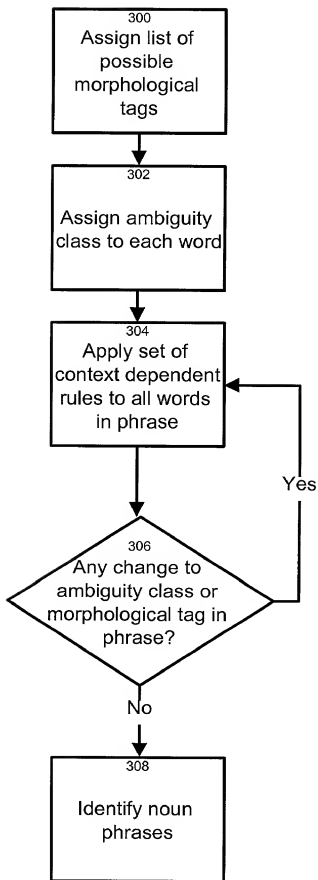 300
Assign list of
possible
morphological
tags
302
Assign ambiguity
class to each word
304
Apply set of
context dependent
rules to all words
in phrase
Yes
306
Any change to
ambiguity class or
morphological tag in
phrase?
No
308
Identify noun
phrases